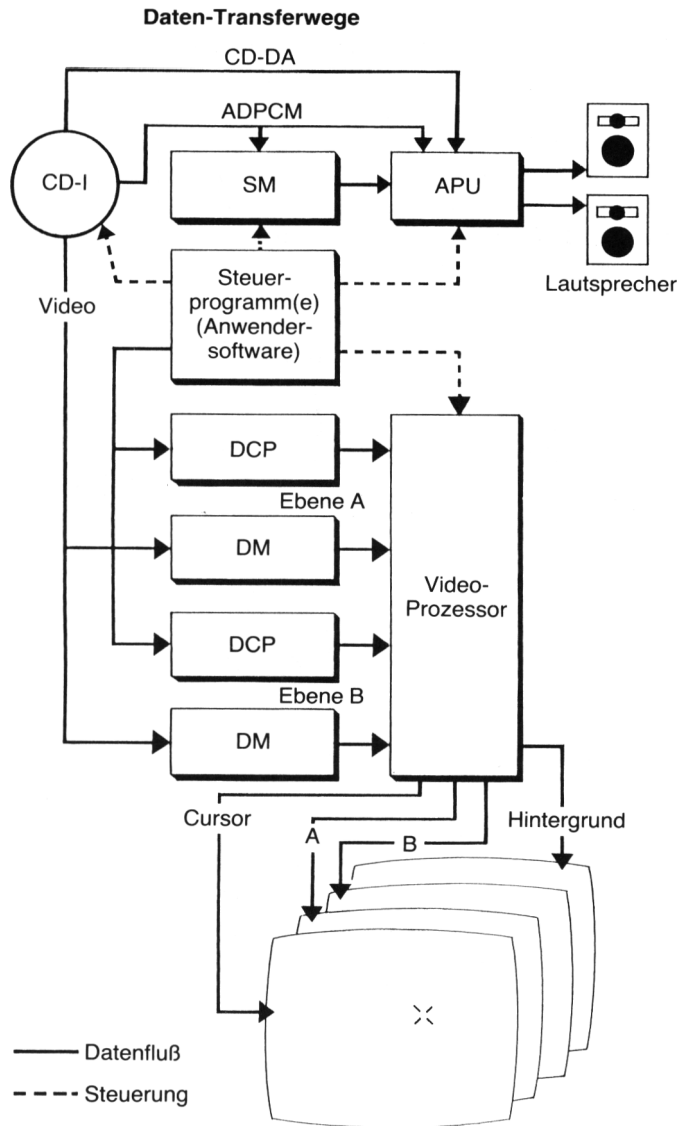 Daten-Transferwege
CD-DA
ADPCM
CD-I
SM
APU
Lautsprecher
Video
Steuer-
programm(e)
(Anwender-
software)
DCP
Ebene A
DM
Video-
Prozessor
DCP
Ebene B
DM
Cursor
A
B
Hintergrund
Datenfluß
Steuerung